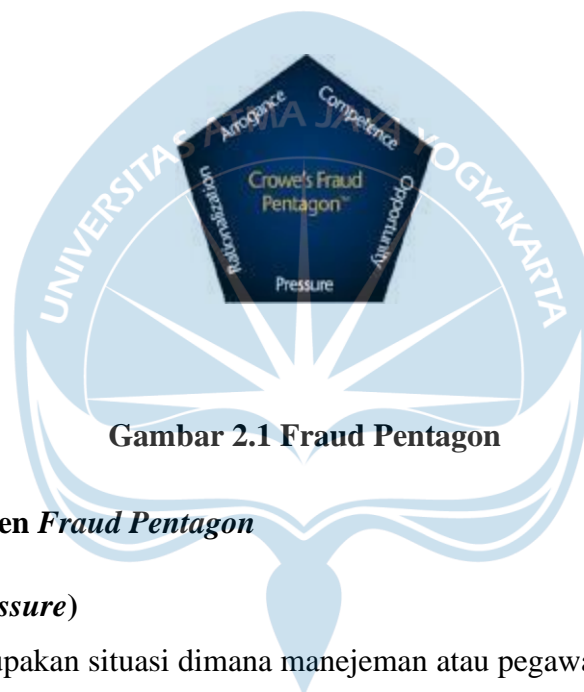 Arrogance
Competence
UNIVERSITAS ATMA JAYA YOGYAKARTA
Crowe's Fraud
Pentagon™
Rationalization
Opportunity
Pressure
Gambar 2.1 Fraud Pentagon
en Fraud Pentagon
ssure)
upakan situasi dimana manejeman atau pegawa